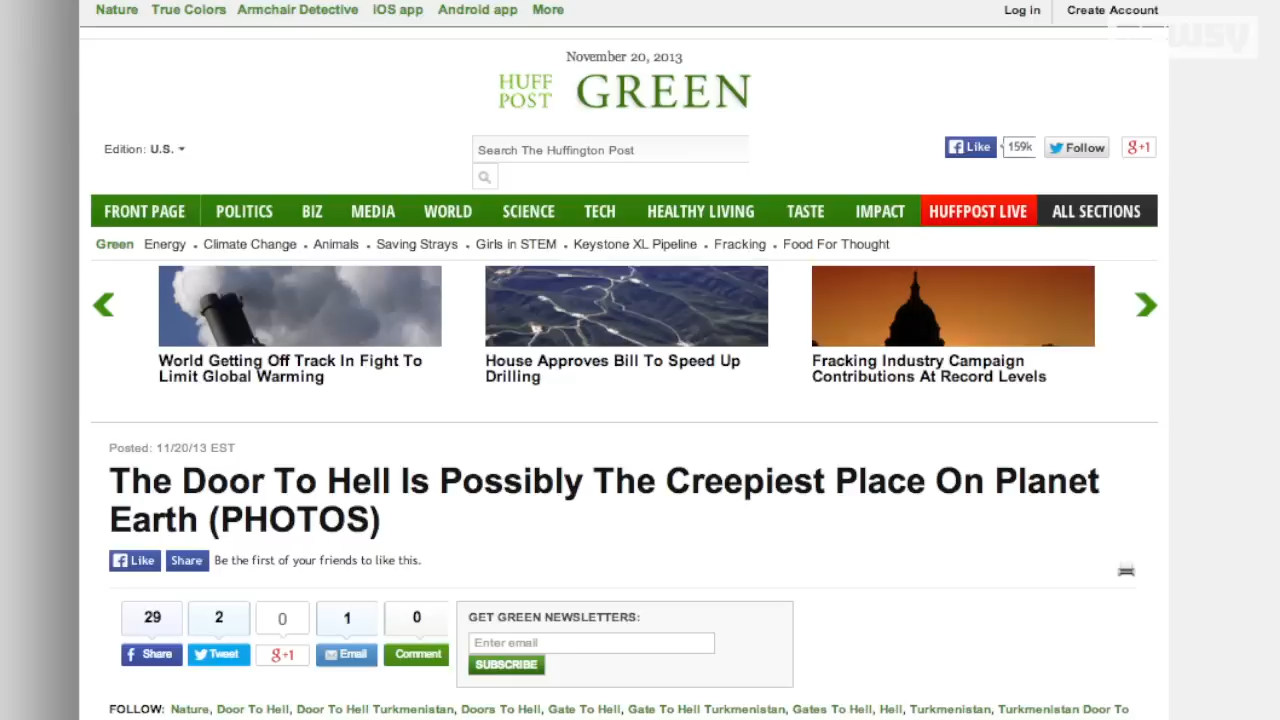 Nature True Colors Armchair Detective iOS app Android app More Log in Create Account
November 20, 2013
HUFF POST GREEN
Edition: U.S. Search The Huffington Post Like 159k Follow g+1
FRONT PAGE POLITICS BIZ MEDIA WORLD SCIENCE TECH HEALTHY LIVING TASTE IMPACT HUFFPOST LIVE ALL SECTIONS
Green Energy . Climate Change . Animals . Saving Strays . Girls in STEM . Keystone XL Pipeline . Fracking . Food For Thought
World Getting Off Track In Fight To
Limit Global Warming
House Approves Bill To Speed Up
Drilling
Fracking Industry Campaign
Contributions At Record Levels
Posted: 11/20/13 EST
The Door To Hell Is Possibly The Creepiest Place On Planet
Earth (PHOTOS)
Like Share Be the first of your friends to like this.
29 2 0 1 0
Share Tweet g+1 Email Comment
GET GREEN NEWSLETTERS:
Enter email
SUBSCRIBE
FOLLOW: Nature, Door To Hell, Door To Hell Turkmenistan, Doors To Hell, Gate To Hell, Gate To Hell Turkmenistan, Gates To Hell, Hell, Turkmenistan, Turkmenistan Door To